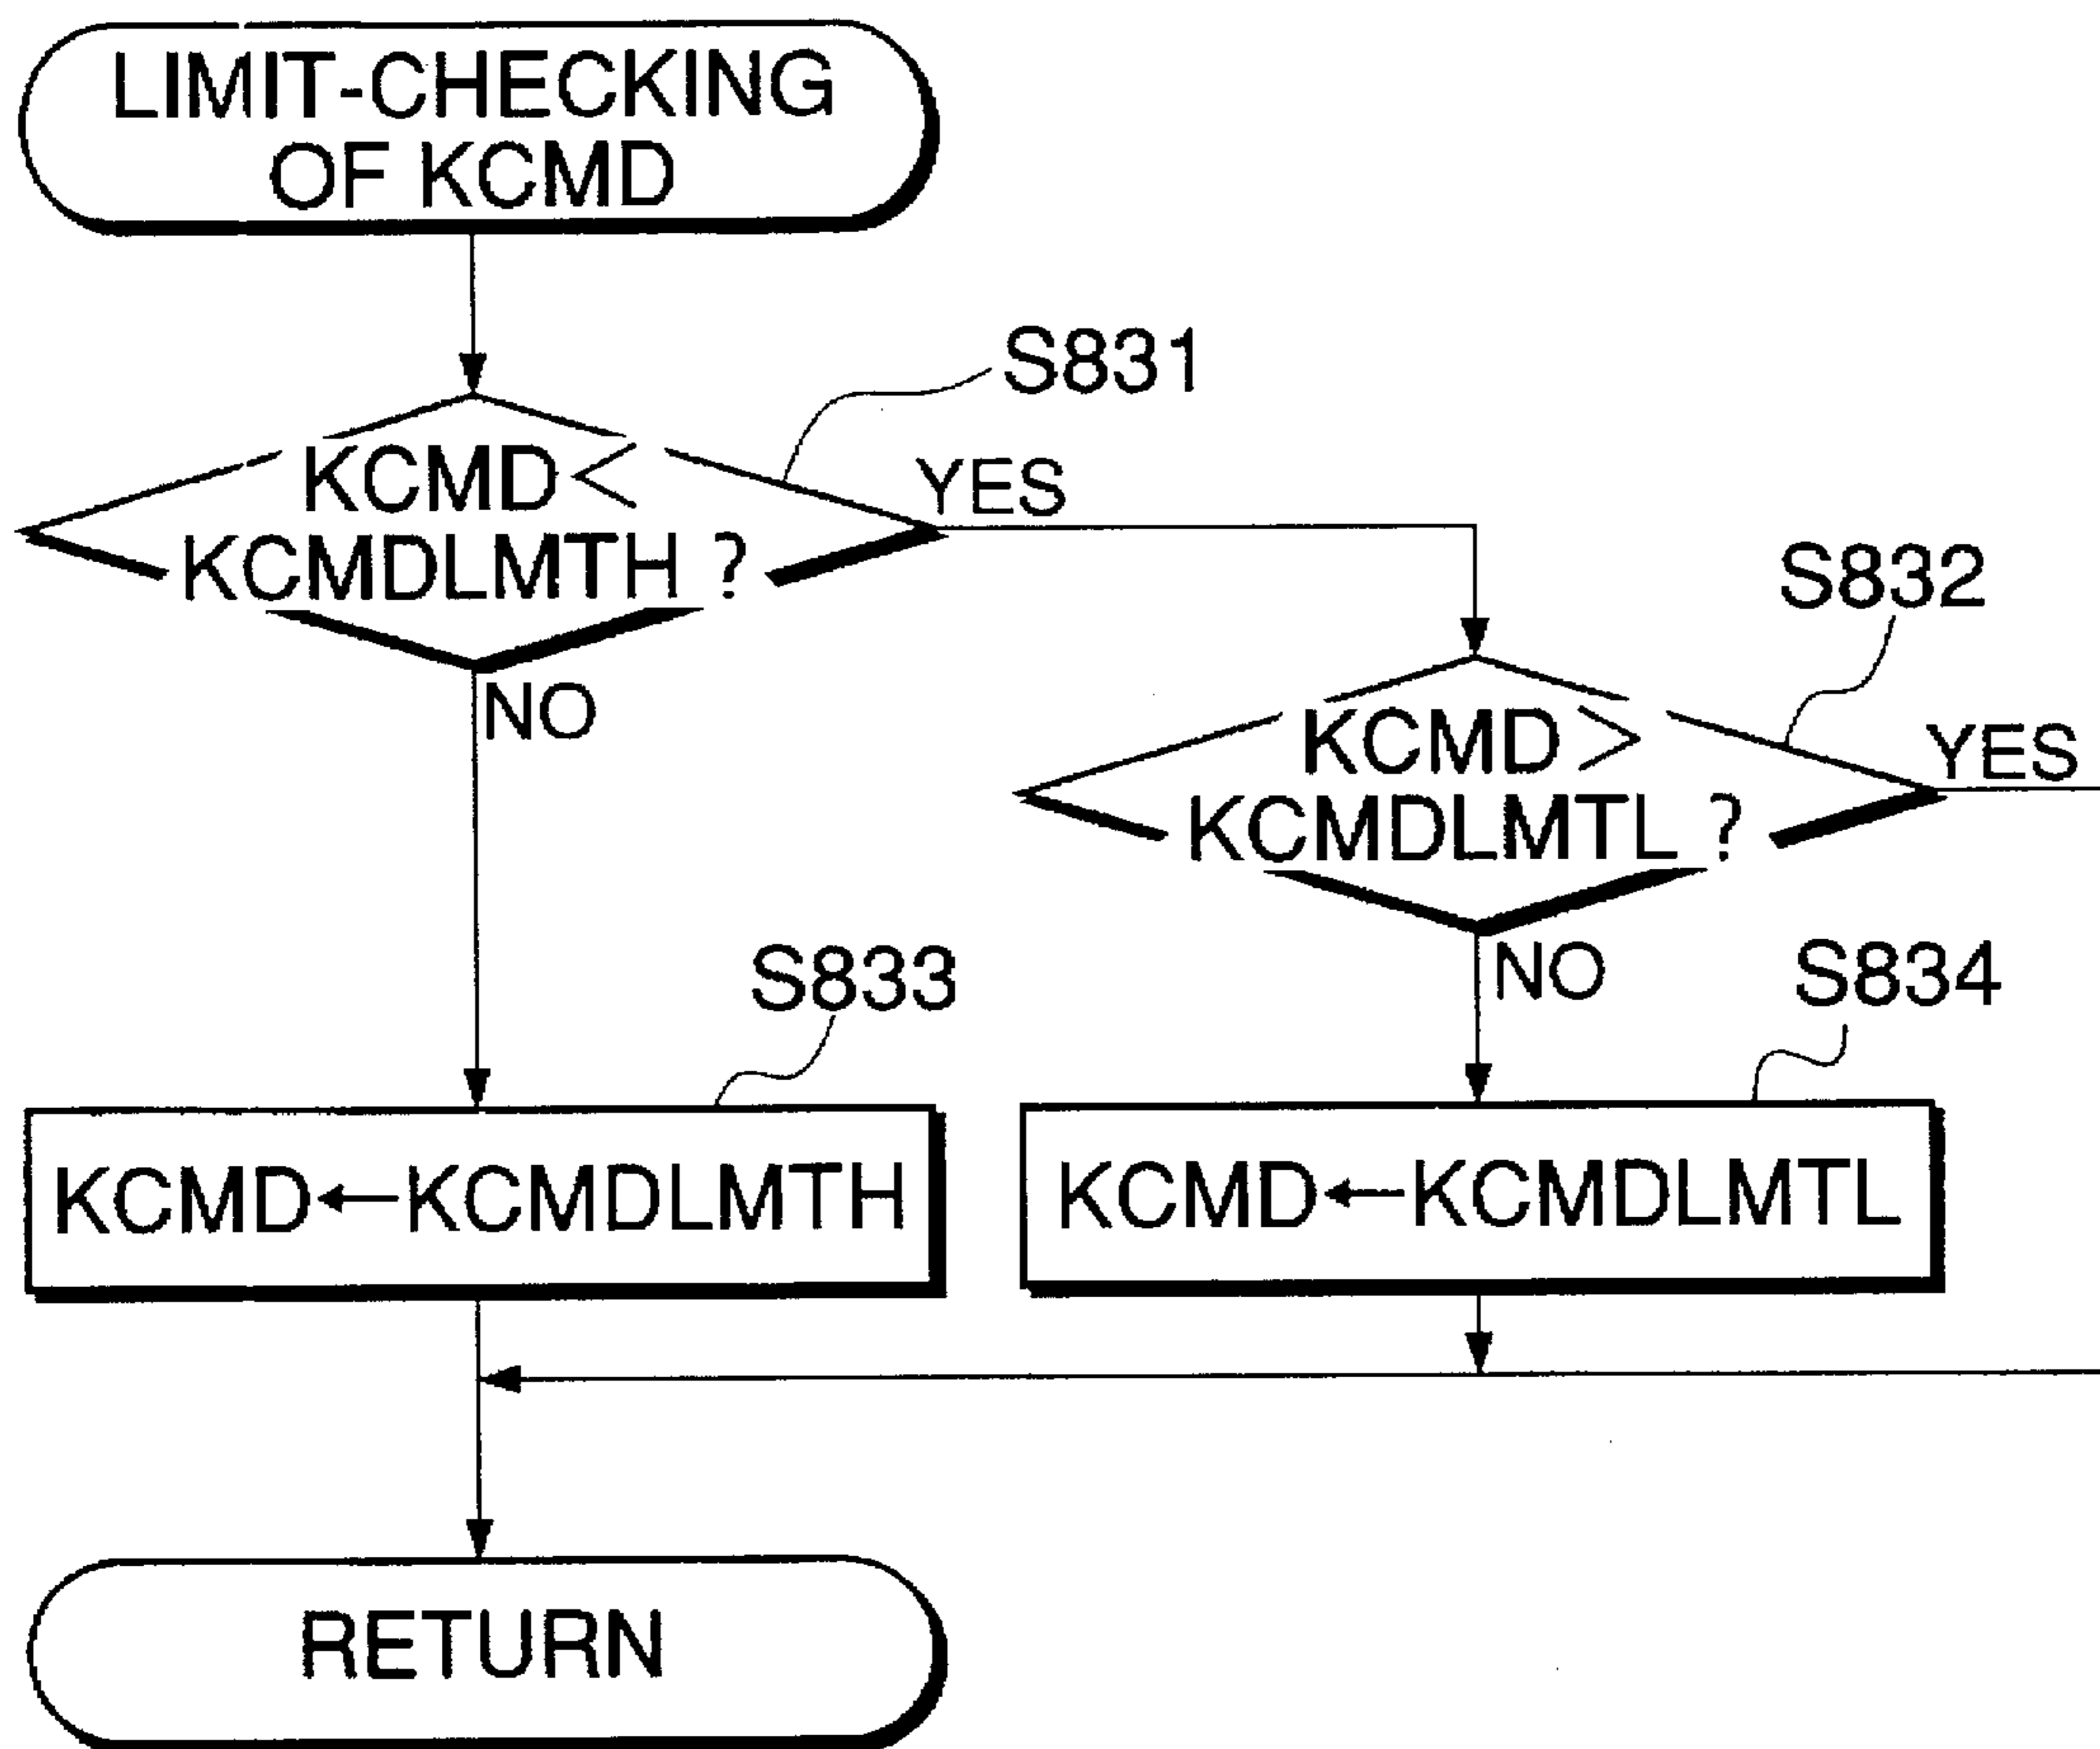 LIMIT-CHECKING
OF KCMD
S831
KCMD<
KCMDLMTH ?
YES
NO
S832
KCMD>
KCMDLMTL ?
YES
NO
S833
KCMD←KCMDLMTH
S834
KCMD←KCMDLMTL
RETURN